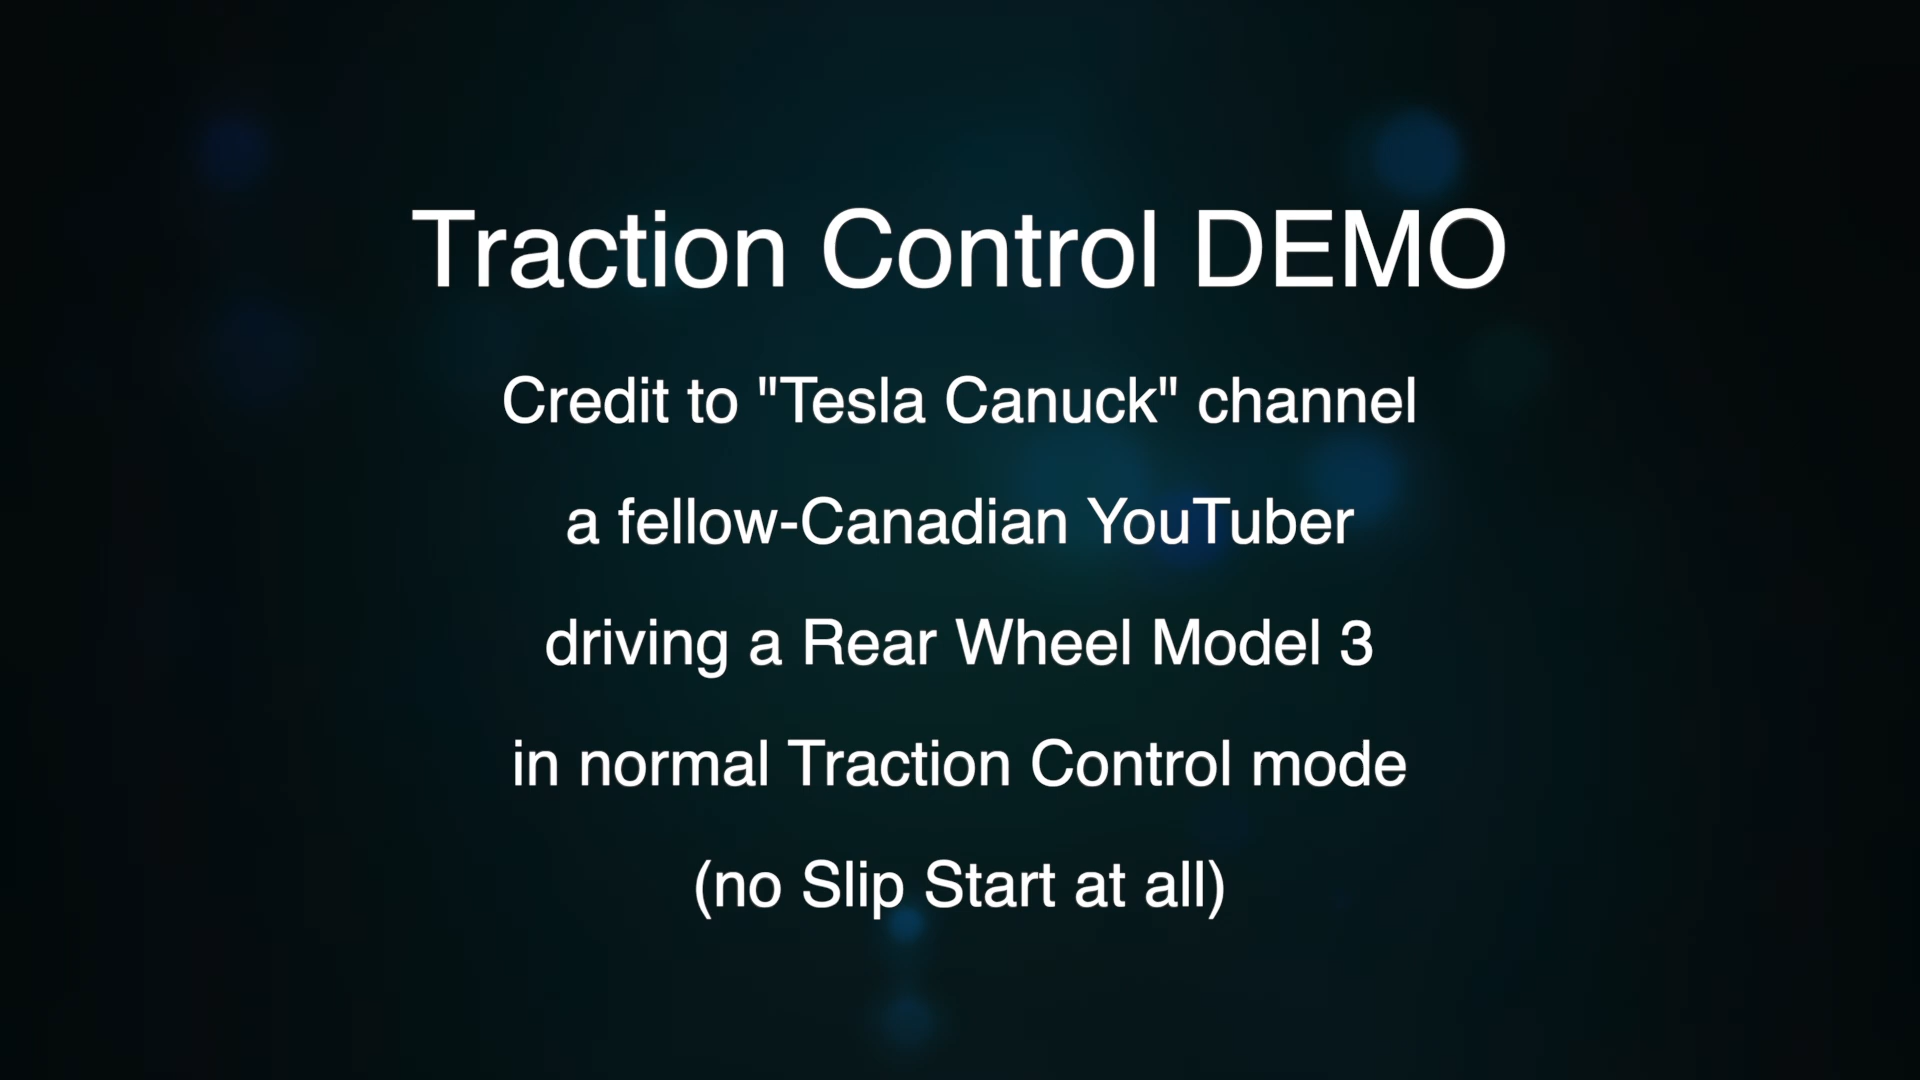 Traction Control DEMO
Credit to "Tesla Canuck" channel
a fellow-Canadian YouTuber
driving a Rear Wheel Model 3
in normal Traction Control mode
(no Slip Start at all)